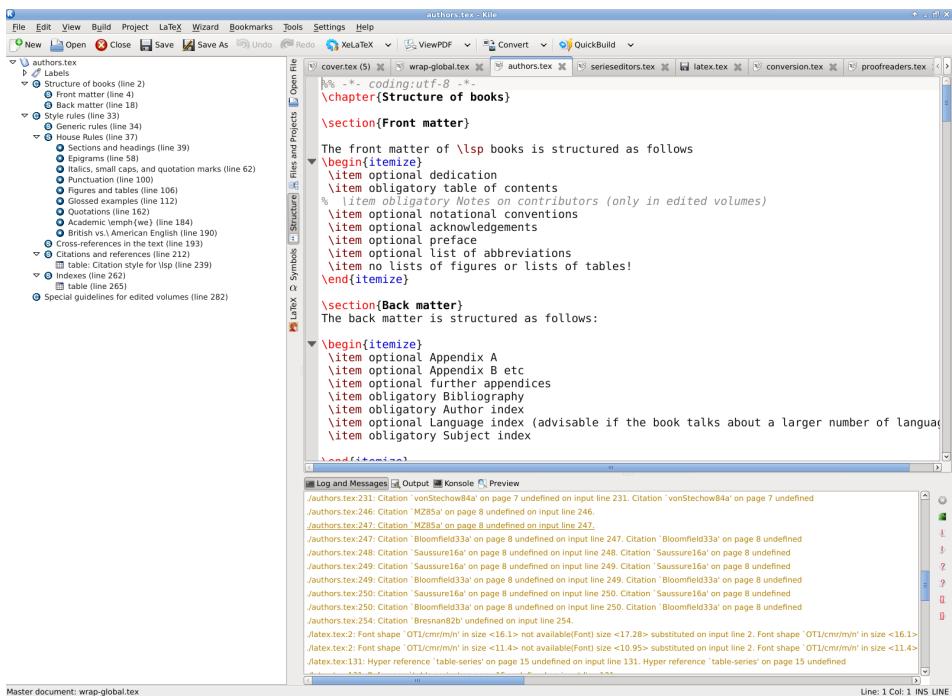 authors.tex – Kile
File Edit View Build Project LaTeX Wizard Bookmarks Tools Settings Help
New Open Close Save Save As Undo Redo XeLaTeX ViewPDF Convert QuickBuild
authors.tex
Labels
Structure of books (line 2)
Front matter (line 4)
Back matter (line 18)
Style rules (line 33)
Generic rules (line 34)
House Rules (line 37)
Sections and headings (line 39)
Epigrams (line 58)
Italics, small caps, and quotation marks (line 62)
Punctuation (line 100)
Figures and tables (line 106)
Glossed examples (line 112)
Quotations (line 162)
Academic \emph{we} (line 184)
British vs.\ American English (line 190)
Cross-references in the text (line 193)
Citations and references (line 212)
table: Citation style for \lsp (line 239)
Indexes (line 262)
table (line 265)
Special guidelines for edited volumes (line 282)
Open File
Files and Projects
Structure
Symbols
LaTeX
cover.tex (5) wrap-global.tex authors.tex serieseditors.tex latex.tex conversion.tex proofreaders.tex
%% -*- coding:utf-8 -*-
\chapter{Structure of books}
\section{Front matter}
The front matter of \lsp books is structured as follows
\begin{itemize}
\item optional dedication
\item obligatory table of contents
% \item obligatory Notes on contributors (only in edited volumes)
\item optional notational conventions
\item optional acknowledgements
\item optional preface
\item optional list of abbreviations
\item no lists of figures or lists of tables!
\end{itemize}
\section{Back matter}
The back matter is structured as follows:
\begin{itemize}
\item optional Appendix A
\item optional Appendix B etc
\item optional further appendices
\item obligatory Bibliography
\item obligatory Author index
\item optional Language index (advisable if the book talks about a larger number of languag
\item obligatory Subject index
\end{itemize}
Log and Messages Output Konsole Preview
./authors.tex:231: Citation `vonStechow84a' on page 7 undefined on input line 231. Citation `vonStechow84a' on page 7 undefined
./authors.tex:246: Citation `MZ85a' on page 8 undefined on input line 246.
./authors.tex:247: Citation `MZ85a' on page 8 undefined on input line 247.
./authors.tex:247: Citation `Bloomfield33a' on page 8 undefined on input line 247. Citation `Bloomfield33a' on page 8 undefined
./authors.tex:248: Citation `Saussure16a' on page 8 undefined on input line 248. Citation `Saussure16a' on page 8 undefined
./authors.tex:249: Citation `Saussure16a' on page 8 undefined on input line 249. Citation `Saussure16a' on page 8 undefined
./authors.tex:249: Citation `Bloomfield33a' on page 8 undefined on input line 249. Citation `Bloomfield33a' on page 8 undefined
./authors.tex:250: Citation `Saussure16a' on page 8 undefined on input line 250. Citation `Saussure16a' on page 8 undefined
./authors.tex:250: Citation `Bloomfield33a' on page 8 undefined on input line 250. Citation `Bloomfield33a' on page 8 undefined
./authors.tex:254: Citation `Bresnan82b' undefined on input line 254.
./latex.tex:2: Font shape `OT1/cmr/m/n' in size <16.1> not available(Font) size <17.28> substituted on input line 2. Font shape `OT1/cmr/m/n' in size <16.1>
./latex.tex:2: Font shape `OT1/cmr/m/n' in size <11.4> not available(Font) size <10.95> substituted on input line 2. Font shape `OT1/cmr/m/n' in size <11.4>
./latex.tex:131: Hyper reference `table-series' on page 15 undefined on input line 131. Hyper reference `table-series' on page 15 undefined
Master document: wrap-global.tex
Line: 1 Col: 1 INS LINE